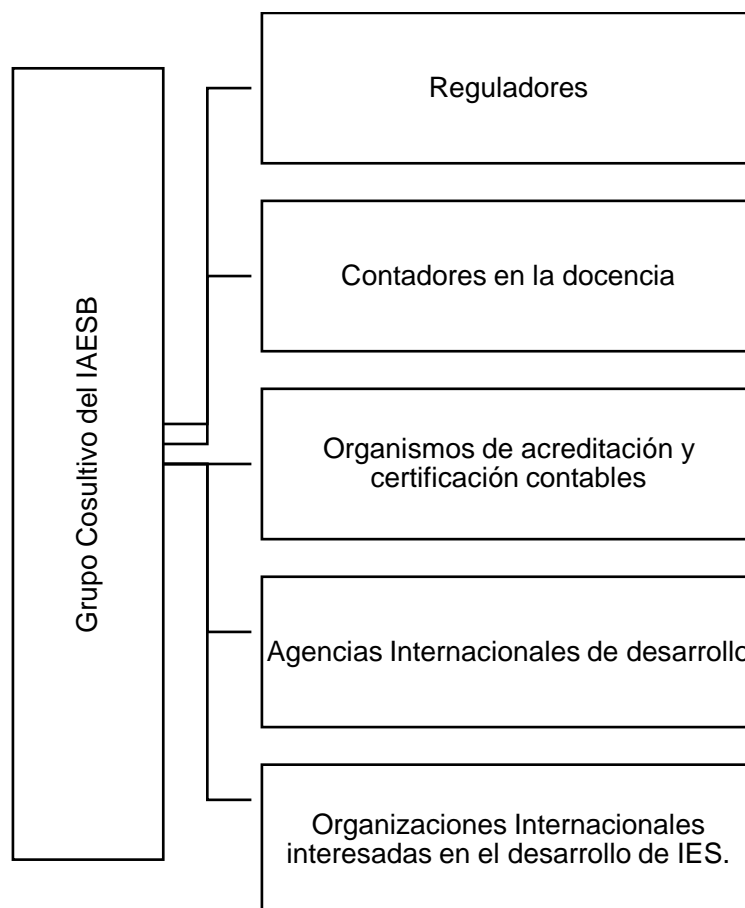 Grupo Cosultivo del IAESB
Reguladores
Contadores en la docencia
Organismos de acreditación y
certificación contables
Agencias Internacionales de desarrollo
Organizaciones Internacionales
interesadas en el desarrollo de IES.